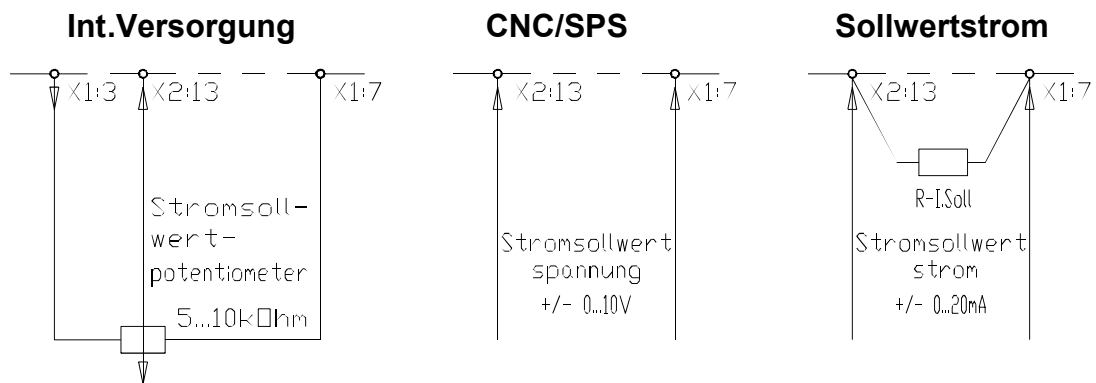 Int.Versorgung
CNC/SPS
Sollwertstrom
X1:3
X2:13
X1:7
X2:13
X1:7
X2:13
X1:7
Stromsoll-
wert-
potentiometer
5...10kOhm
Stromsollwert
spannung
+/- 0...10V
R-I.Soll
Stromsollwert
strom
+/- 0...20mA